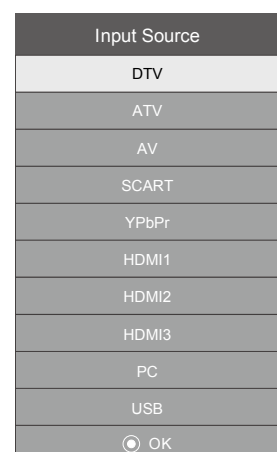 Input Source
DTV
ATV
AV
SCART
YPbPr
HDMI1
HDMI2
HDMI3
PC
USB
OK